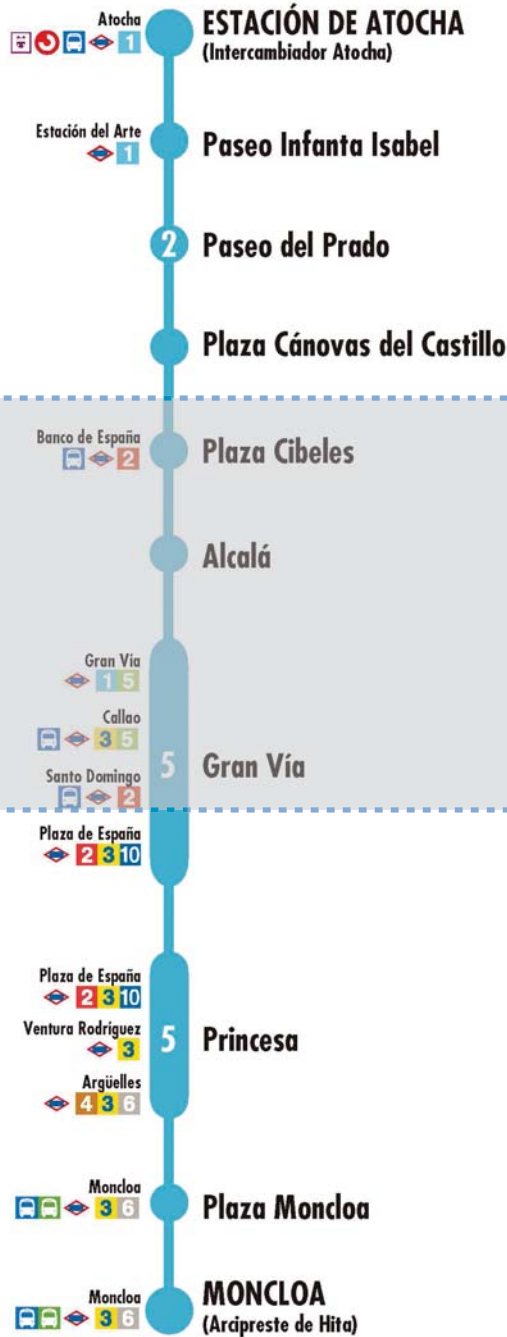 Atocha
1
ESTACIÓN DE ATOCHA
(Intercambiador Atocha)
Estación del Arte
1
Paseo Infanta Isabel
2
Paseo del Prado
Plaza Cánovas del Castillo
Banco de España
2
Plaza Cibeles
Alcalá
Gran Vía
1 5
Callao
3 5
Santo Domingo
2
5
Gran Vía
Plaza de España
2 3 10
Plaza de España
2 3 10
Ventura Rodríguez
3
Argüelles
4 3 6
5
Princesa
Moncloa
3 6
Plaza Moncloa
Moncloa
3 6
MONCLOA
(Arcipreste de Hita)